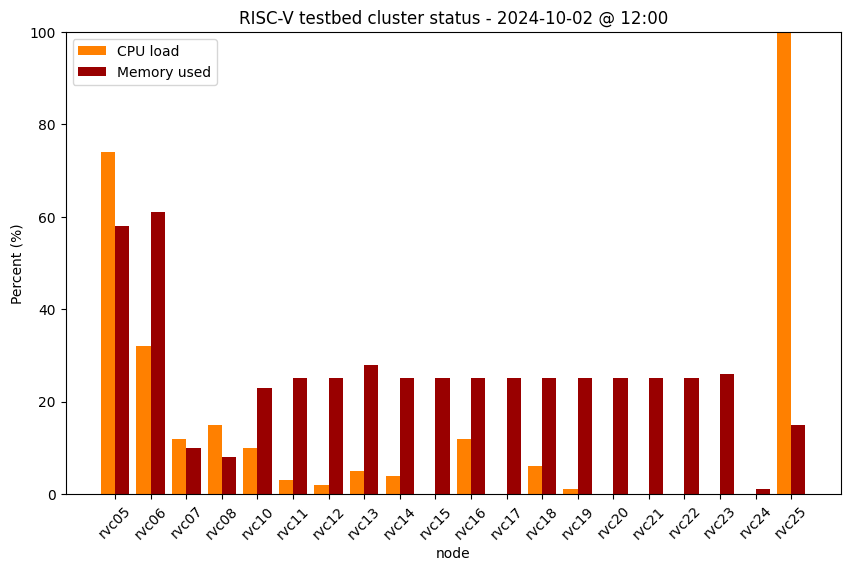 RISC-V testbed cluster status - 2024-10-02 @ 12:00
CPU load
Memory used
Percent (%)
100
80
60
40
20
0
rvc05 rvc06 rvc07 rvc08 rvc10 rvc11 rvc12 rvc13 rvc14 rvc15 rvc16 rvc17 rvc18 rvc19 rvc20 rvc21 rvc22 rvc23 rvc24 rvc25
node